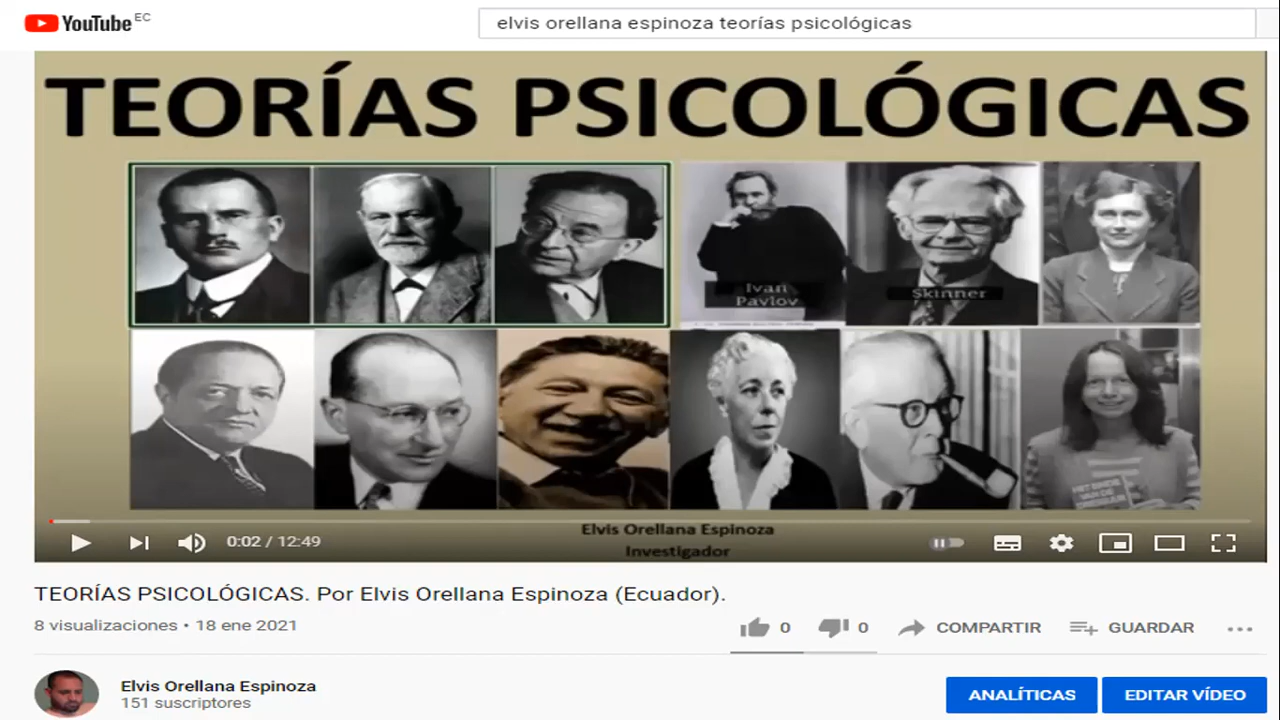 YouTube EC
elvis orellana espinoza teorías psicológicas
TEORÍAS PSICOLÓGICAS
Ivan
Pavlov
Skinner
Elvis Orellana Espinoza
Investigador
0:02 / 12:49
TEORÍAS PSICOLÓGICAS. Por Elvis Orellana Espinoza (Ecuador).
8 visualizaciones • 18 ene 2021
0
0
COMPARTIR
GUARDAR
Elvis Orellana Espinoza
151 suscriptores
ANALÍTICAS
EDITAR VÍDEO